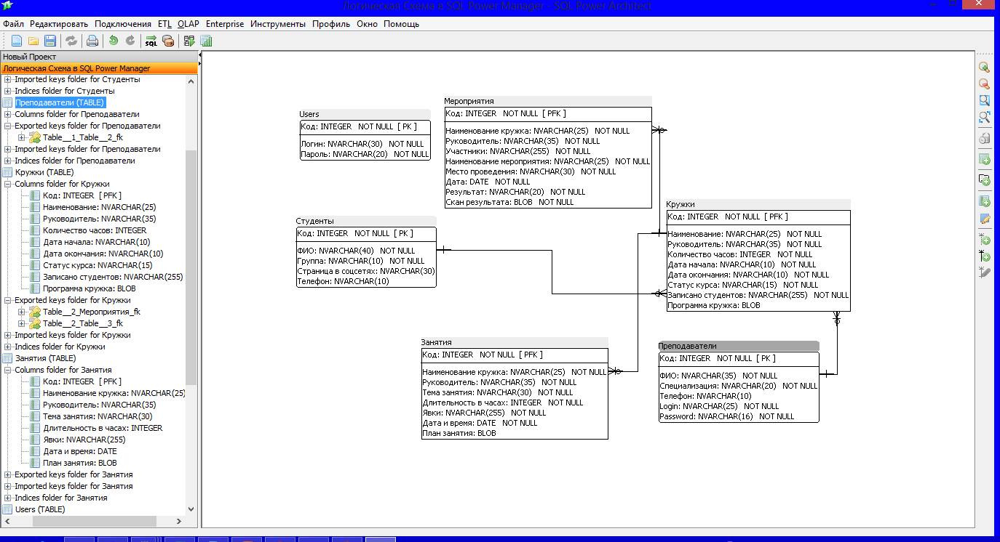 Логическая Схема в SQL Power Manager - SQL Power Architect
Файл Редактировать Подключения ETL OLAP Enterprise Инструменты Профиль Окно Помощь
SQL
Новый Проект
Логическая Схема в SQL Power Manager
Imported keys folder for Студенты
Indices folder for Студенты
Преподаватели (TABLE)
Columns folder for Преподаватели
Exported keys folder for Преподаватели
Table__1_Table__2_fk
Imported keys folder for Преподаватели
Indices folder for Преподаватели
Кружки (TABLE)
Columns folder for Кружки
Код: INTEGER [ PFK ]
Наименование: NVARCHAR(25)
Руководитель: NVARCHAR(35)
Количество часов: INTEGER
Дата начала: NVARCHAR(10)
Дата окончания: NVARCHAR(10)
Статус курса: NVARCHAR(15)
Записано студентов: NVARCHAR(255)
Программа кружка: BLOB
Exported keys folder for Кружки
Table__2_Мероприятия_fk
Table__2_Table__3_fk
Imported keys folder for Кружки
Indices folder for Кружки
Занятия (TABLE)
Columns folder for Занятия
Код: INTEGER [ PFK ]
Наименование кружка: NVARCHAR(25)
Руководитель: NVARCHAR(35)
Тема занятия: NVARCHAR(30)
Длительность в часах: INTEGER
Явки: NVARCHAR(255)
Дата и время: DATE
План занятия: BLOB
Exported keys folder for Занятия
Imported keys folder for Занятия
Indices folder for Занятия
Users (TABLE)
Users
Код: INTEGER NOT NULL [ PK ]
Логин: NVARCHAR(30) NOT NULL
Пароль: NVARCHAR(20) NOT NULL
Мероприятия
Код: INTEGER NOT NULL [ PFK ]
Наименование кружка: NVARCHAR(25) NOT NULL
Руководитель: NVARCHAR(35) NOT NULL
Участники: NVARCHAR(255) NOT NULL
Наименование мероприятия: NVARCHAR(25) NOT NULL
Место проведения: NVARCHAR(30) NOT NULL
Дата: DATE NOT NULL
Результат: NVARCHAR(20) NOT NULL
Скан результата: BLOB NOT NULL
Студенты
Код: INTEGER NOT NULL [ PK ]
ФИО: NVARCHAR(40) NOT NULL
Группа: NVARCHAR(10) NOT NULL
Страница в соцсетях: NVARCHAR(30)
Телефон: NVARCHAR(10)
Кружки
Код: INTEGER NOT NULL [ PFK ]
Наименование: NVARCHAR(25) NOT NULL
Руководитель: NVARCHAR(35) NOT NULL
Количество часов: INTEGER NOT NULL
Дата начала: NVARCHAR(10) NOT NULL
Дата окончания: NVARCHAR(10) NOT NULL
Статус курса: NVARCHAR(15) NOT NULL
Записано студентов: NVARCHAR(255) NOT NULL
Программа кружка: BLOB
Занятия
Код: INTEGER NOT NULL [ PFK ]
Наименование кружка: NVARCHAR(25) NOT NULL
Руководитель: NVARCHAR(35) NOT NULL
Тема занятия: NVARCHAR(30) NOT NULL
Длительность в часах: INTEGER NOT NULL
Явки: NVARCHAR(255) NOT NULL
Дата и время: DATE NOT NULL
План занятия: BLOB
Преподаватели
Код: INTEGER NOT NULL [ PK ]
ФИО: NVARCHAR(35) NOT NULL
Специализация: NVARCHAR(20) NOT NULL
Телефон: NVARCHAR(10)
Login: NVARCHAR(25) NOT NULL
Password: NVARCHAR(16) NOT NULL